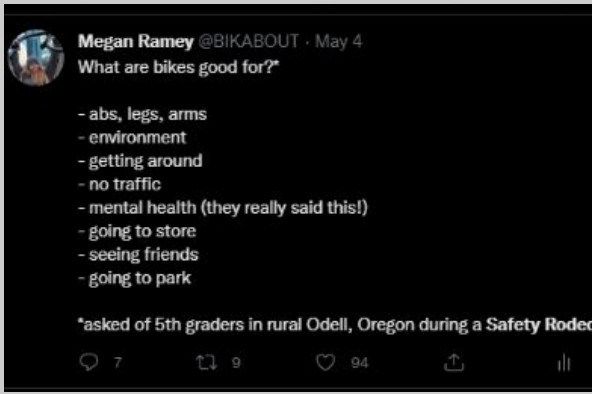 Megan Ramey @BIKABOUT · May 4
What are bikes good for?*
- abs, legs, arms
- environment
- getting around
- no traffic
- mental health (they really said this!)
- going to store
- seeing friends
- going to park
*asked of 5th graders in rural Odell, Oregon during a Safety
7 9 94